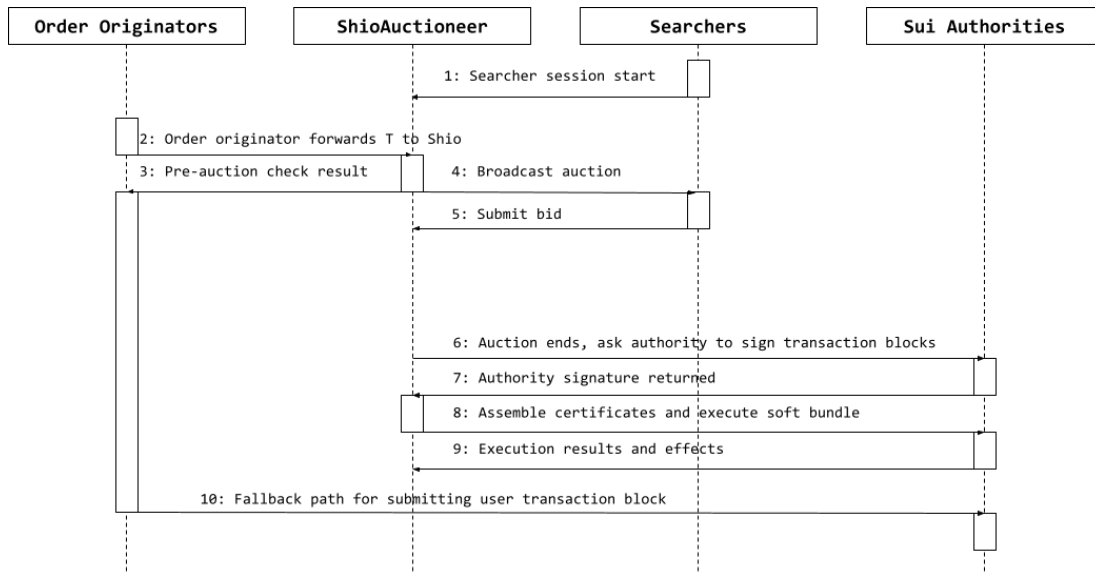 Order Originators
ShioAuctioneer
Searchers
Sui Authorities
1: Searcher session start
2: Order originator forwards T to Shio
3: Pre-auction check result
4: Broadcast auction
5: Submit bid
6: Auction ends, ask authority to sign transaction blocks
7: Authority signature returned
8: Assemble certificates and execute soft bundle
9: Execution results and effects
10: Fallback path for submitting user transaction block